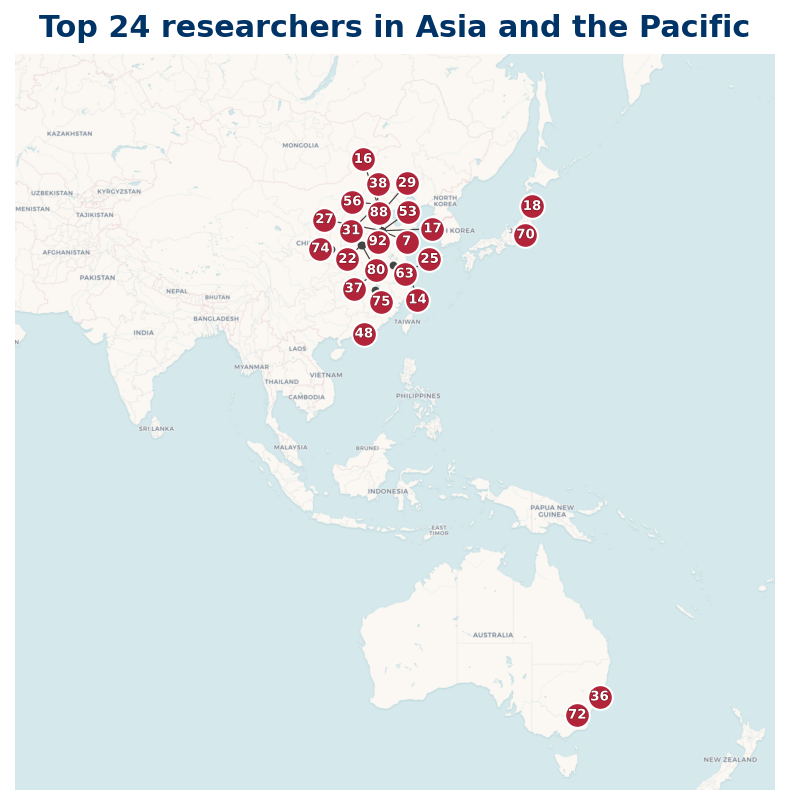 Top 24 researchers in Asia and the Pacific
KAZAKHSTAN
MONGOLIA
16
38
29
UZBEKISTAN
KYRGYZSTAN
56
NORTH
KOREA
MENISTAN
TAJIKISTAN
88
53
18
27
31
17
KOREA
J
70
92
7
CHI
74
AFGHANISTAN
22
25
80
63
PAKISTAN
NEPAL
BHUTAN
37
75
14
BANGLADESH
TAIWAN
INDIA
48
N
LAOS
MYANMAR
VIETNAM
THAILAND
CAMBODIA
PHILIPPINES
SRI LANKA
MALAYSIA
BRUNEI
INDONESIA
PAPUA NEW
GUINEA
EAST
TIMOR
AUSTRALIA
36
72
NEW ZEALAND